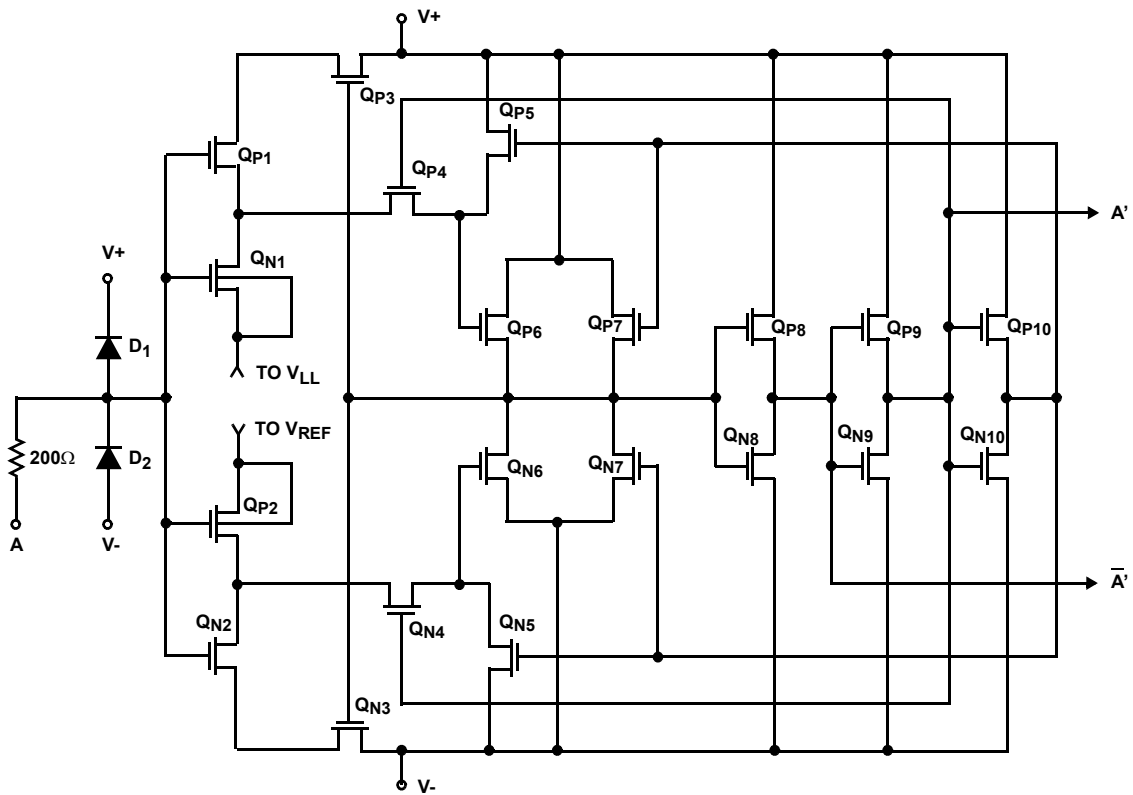 V+
QP3
QP5
QP1
QP4
A'
V+
QN1
D1
QP6
QP7
QP8
QP9
QP10
TO VLL
TO VREF
200Ω
D2
QN6
QN7
QN8
QN9
QN10
QP2
A
V-
A̅'
QN2
QN4
QN5
QN3
V-